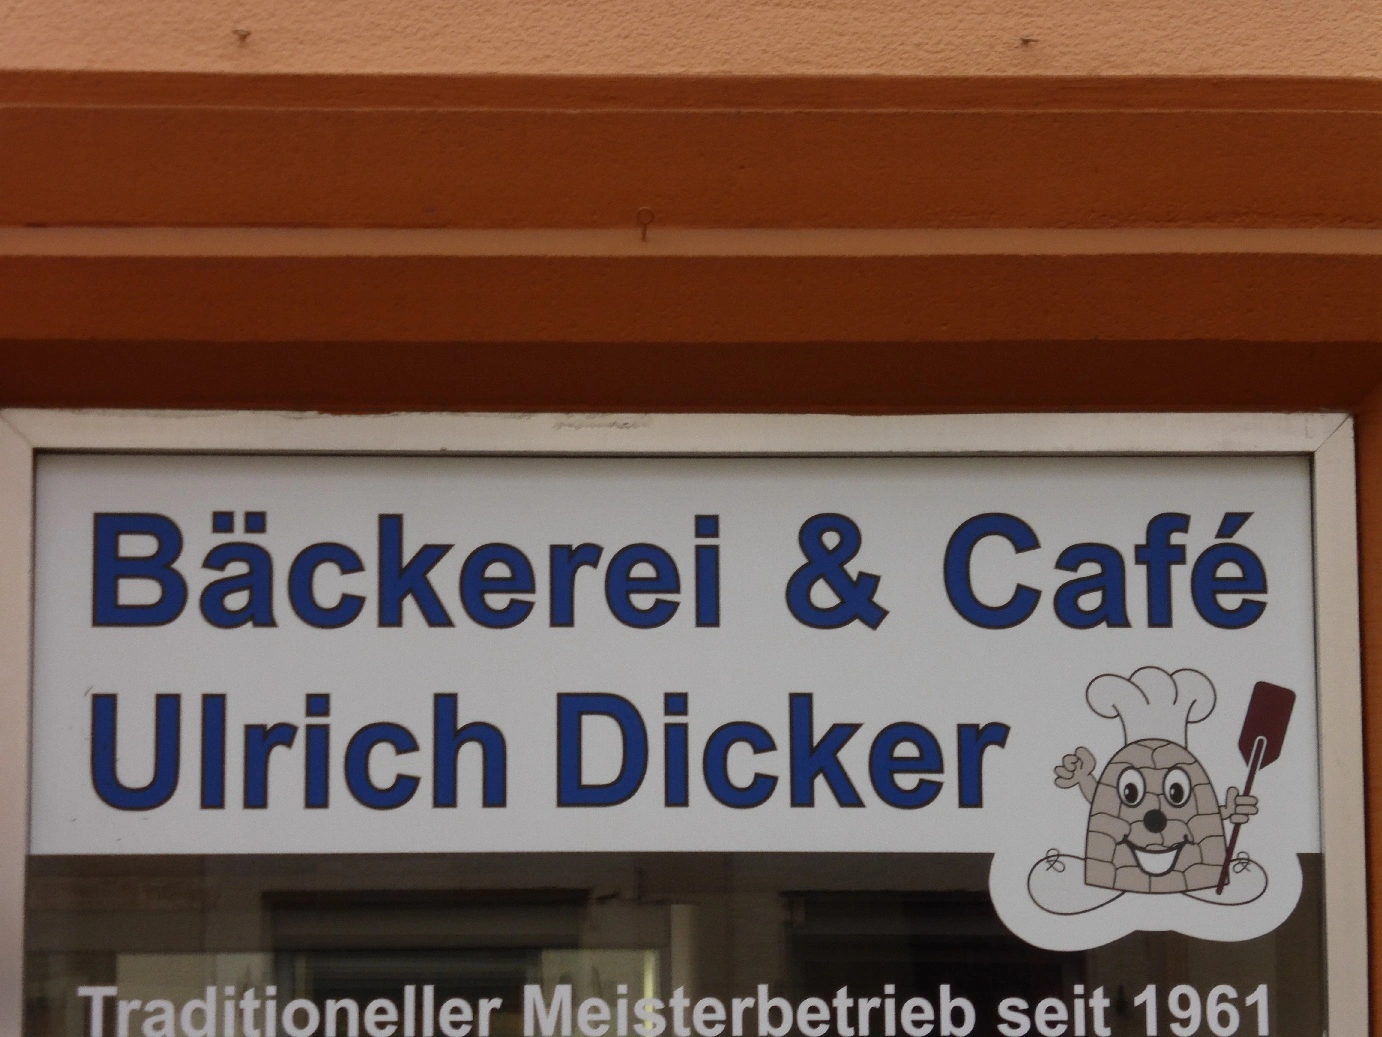 Bäckerei & Café
Ulrich Dicker
Traditioneller Meisterbetrieb seit 1961